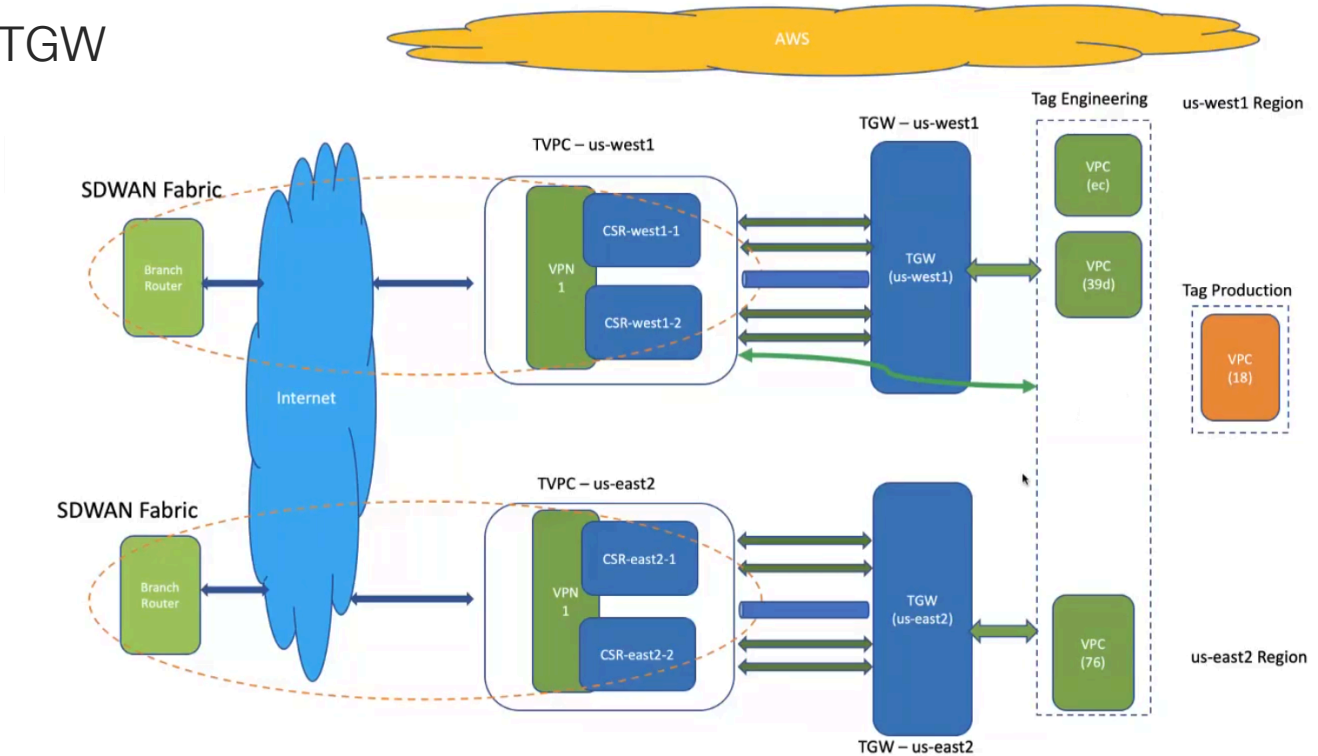 TGW
AWS
Tag Engineering
us-west1 Region
TGW – us-west1
TVPC – us-west1
SDWAN Fabric
VPC
(ec)
CSR-west1-1
Branch
Router
VPN
1
TGW
(us-west1)
VPC
(39d)
Tag Production
CSR-west1-2
VPC
(18)
Internet
TVPC – us-east2
SDWAN Fabric
CSR-east2-1
Branch
Router
VPN
1
TGW
(us-east2)
CSR-east2-2
VPC
(76)
us-east2 Region
TGW – us-east2